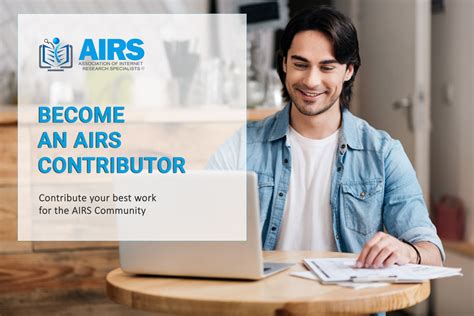 AIRS
ASSOCIATION OF INTERNET
RESEARCH SPECIALISTS
BECOME
AN AIRS
CONTRIBUTOR
Contribute your best work
for the AIRS Community